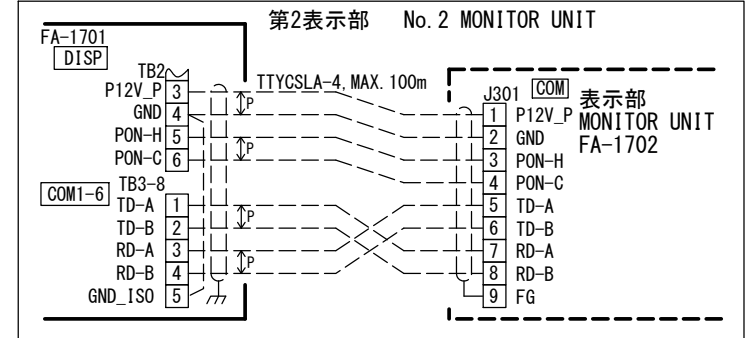 第2表示部 No.2 MONITOR UNIT
FA-1701
DISP
TB2
P12V_P 3
GND 4
PON-H 5
PON-C 6
P
P
TTYCSLA-4,MAX.100m
COM1-6
TB3-8
TD-A 1
TD-B 2
RD-A 3
RD-B 4
GND_ISO 5
P
P
J301 COM
表示部
MONITOR UNIT
FA-1702
1 P12V_P
2 GND
3 PON-H
4 PON-C
5 TD-A
6 TD-B
7 RD-A
8 RD-B
9 FG